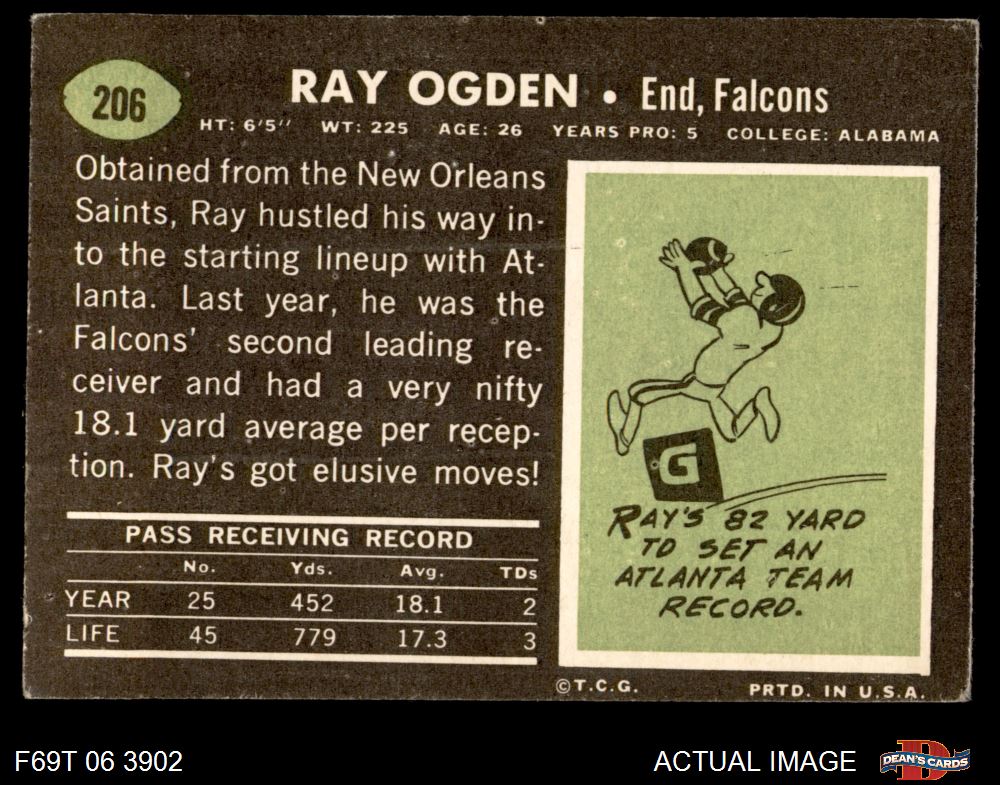 206
RAY OGDEN • End, Falcons
HT: 6'5'' WT: 225 AGE: 26 YEARS PRO: 5 COLLEGE: ALABAMA
Obtained from the New Orleans
Saints, Ray hustled his way in-
to the starting lineup with At-
lanta. Last year, he was the
Falcons' second leading re-
ceiver and had a very nifty
18.1 yard average per recep-
tion. Ray's got elusive moves!
PASS RECEIVING RECORD
No. Yds. Avg. TDs
YEAR 25 452 18.1 2
LIFE 45 779 17.3 3
G
RAY'S 82 YARD
TD SET AN
ATLANTA TEAM
RECORD.
©T.C.G. PRTD. IN U.S.A.
F69T 06 3902 ACTUAL IMAGE
D
DEAN'S CARDS